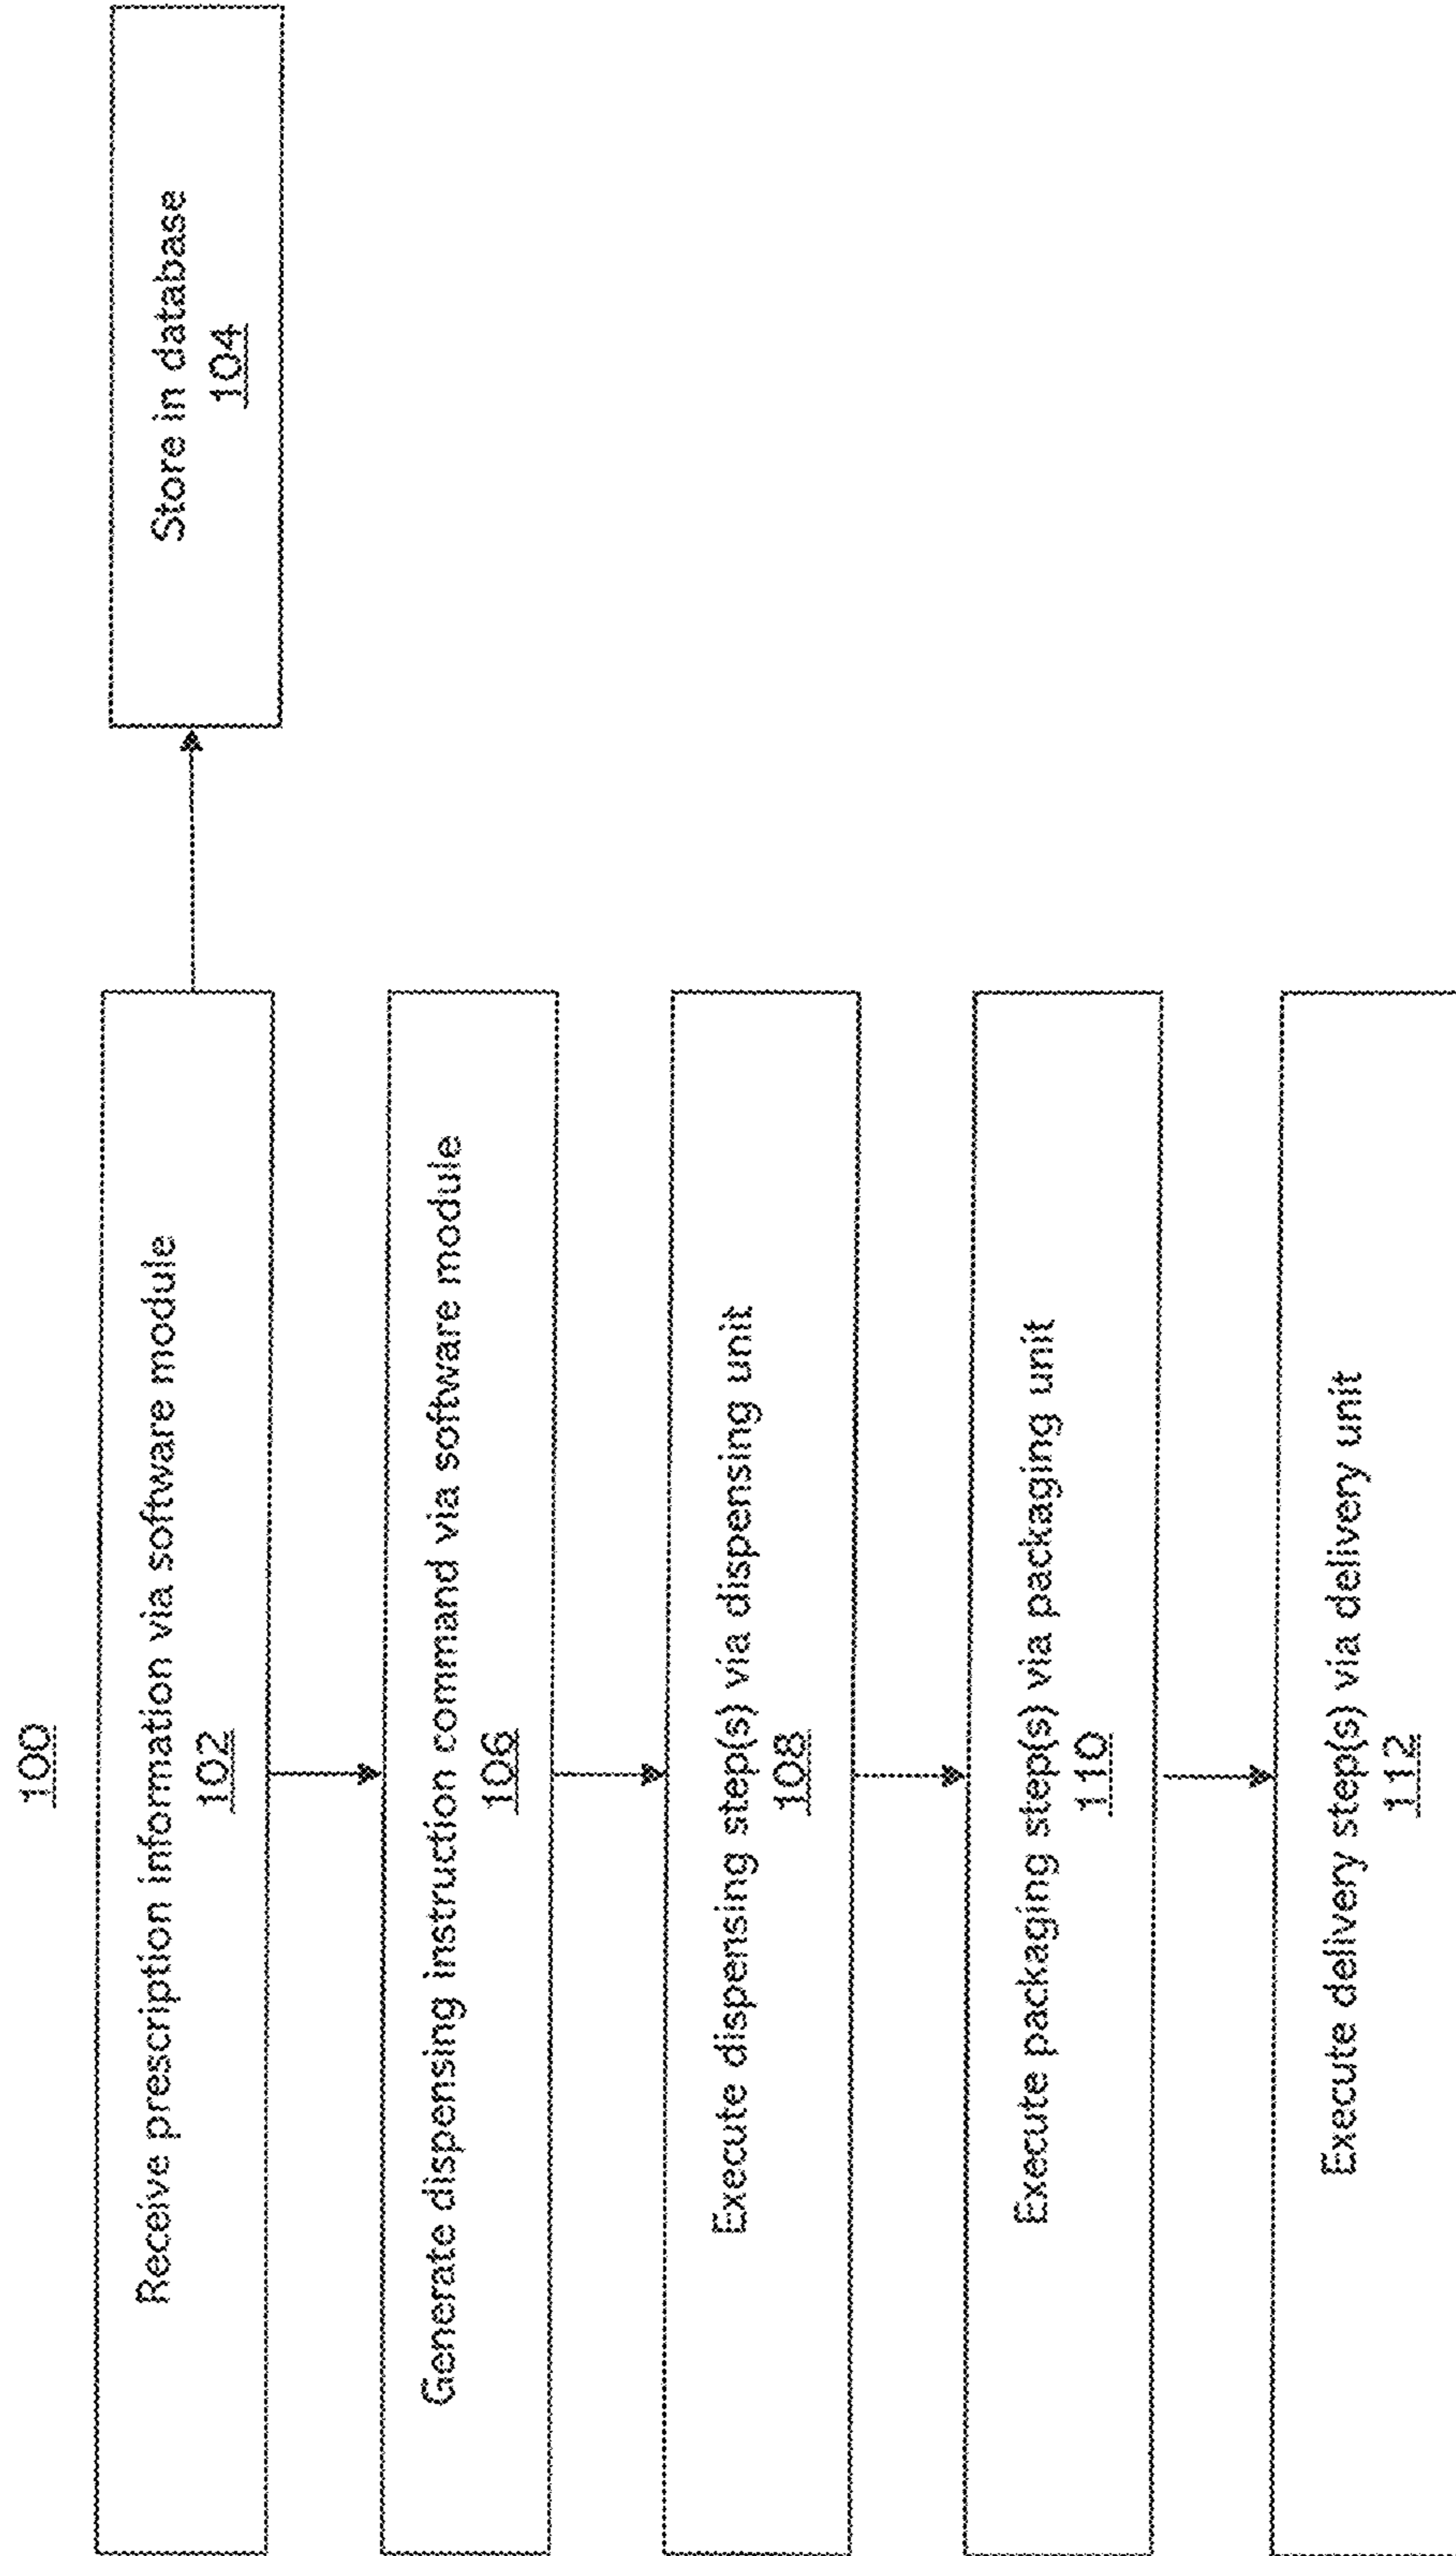 100
Receive prescription information via software module
102
Store in database
104
Generate dispensing instruction command via software module
106
Execute dispensing step(s) via dispensing unit
108
Execute packaging step(s) via packaging unit
110
Execute delivery step(s) via delivery unit
112